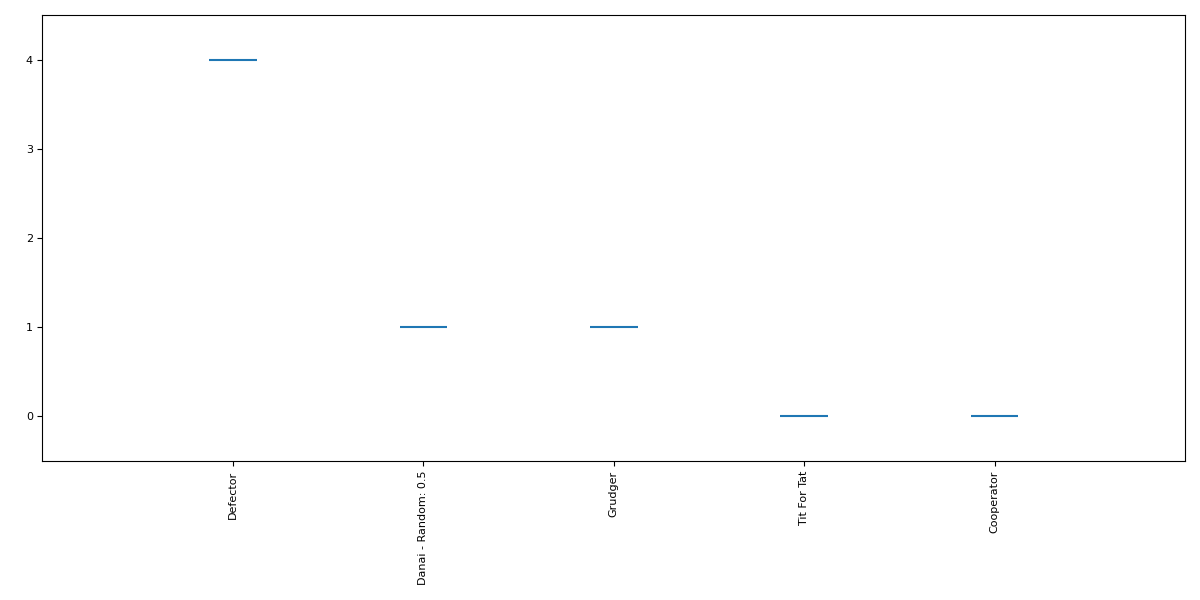 4
3
2
1
0
Defector
Danai - Random: 0.5
Grudger
Tit For Tat
Cooperator